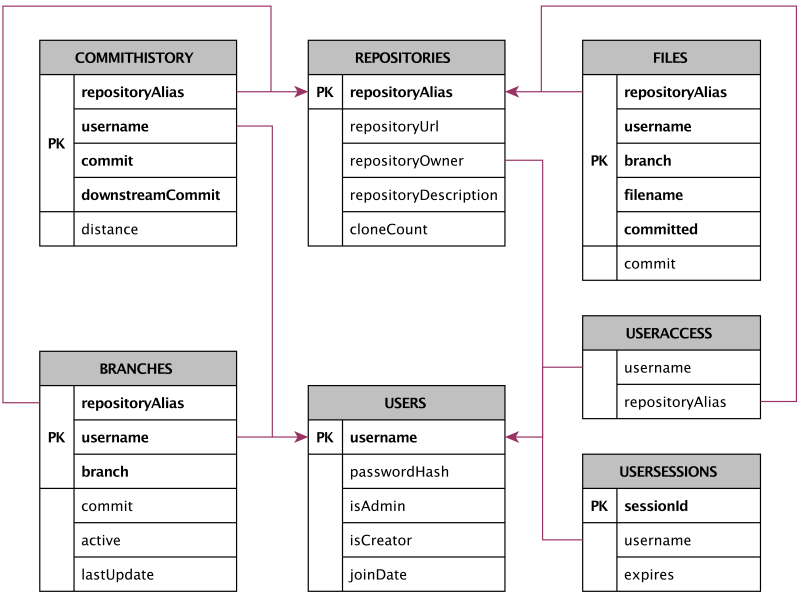 COMMITHISTORY
PK
repositoryAlias
username
commit
downstreamCommit
distance
REPOSITORIES
PK
repositoryAlias
repositoryUrl
repositoryOwner
repositoryDescription
cloneCount
FILES
PK
repositoryAlias
username
branch
filename
committed
commit
BRANCHES
PK
repositoryAlias
username
branch
commit
active
lastUpdate
USERS
PK
username
passwordHash
isAdmin
isCreator
joinDate
USERACCESS
username
repositoryAlias
USERSESSIONS
PK
sessionId
username
expires